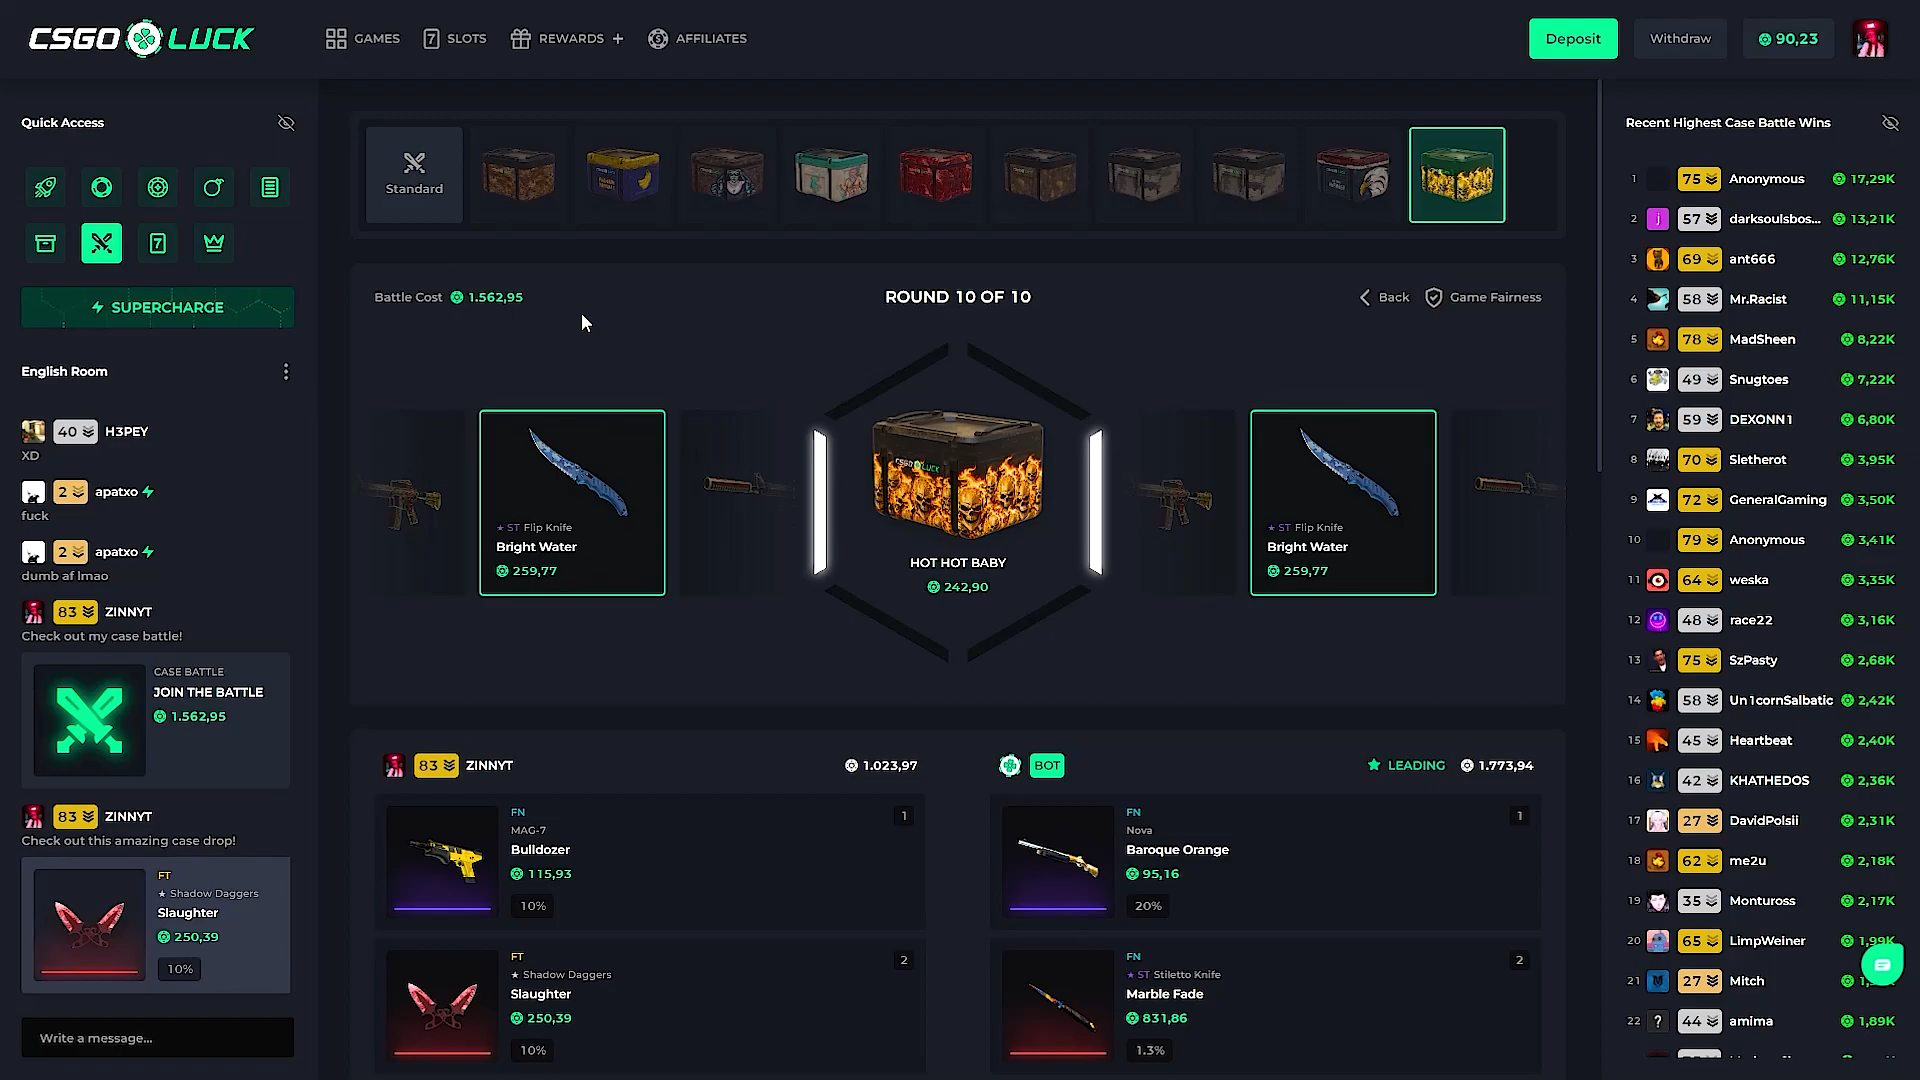 CSGO LUCK
GAMES
SLOTS
REWARDS +
AFFILIATES
Deposit
Withdraw
90,23
Quick Access
SUPERCHARGE
English Room
40 H3PEY
XD
2 apatxo
fuck
2 apatxo
dumb af lmao
83 ZINNYT
Check out my case battle!
CASE BATTLE
JOIN THE BATTLE
1.562,95
83 ZINNYT
Check out this amazing case drop!
FT
★ Shadow Daggers
Slaughter
250,39
10%
Write a message...
Standard
Battle Cost 1.562,95
ROUND 10 OF 10
Back
Game Fairness
★ ST Flip Knife
Bright Water
259,77
CSGO LUCK
HOT HOT BABY
242,90
★ ST Flip Knife
Bright Water
259,77
83 ZINNYT
1.023,97
FN
1
MAG-7
Bulldozer
115,93
10%
FT
2
★ Shadow Daggers
Slaughter
250,39
10%
BOT
LEADING 1.773,94
FN
1
Nova
Baroque Orange
95,16
20%
FN
2
★ ST Stiletto Knife
Marble Fade
831,86
1.3%
Recent Highest Case Battle Wins
1 75 Anonymous 17,29K
2 j 57 darksoulsbos... 13,21K
3 69 ant666 12,76K
4 58 Mr.Racist 11,15K
5 78 MadSheen 8,22K
6 49 Snugtoes 7,22K
7 59 DEXONN1 6,80K
8 70 Sletherot 3,95K
9 72 GeneralGaming 3,50K
10 79 Anonymous 3,41K
11 64 weska 3,35K
12 48 race22 3,16K
13 75 SzPasty 2,68K
14 58 Un1cornSalbatic 2,42K
15 45 Heartbeat 2,40K
16 42 KHATHEDOS 2,36K
17 27 DavidPolsii 2,31K
18 62 me2u 2,18K
19 35 Monturoso 2,17K
20 65 LimpWeiner 1,99K
21 27 Mitch
22 ? 44 amima 1,89K